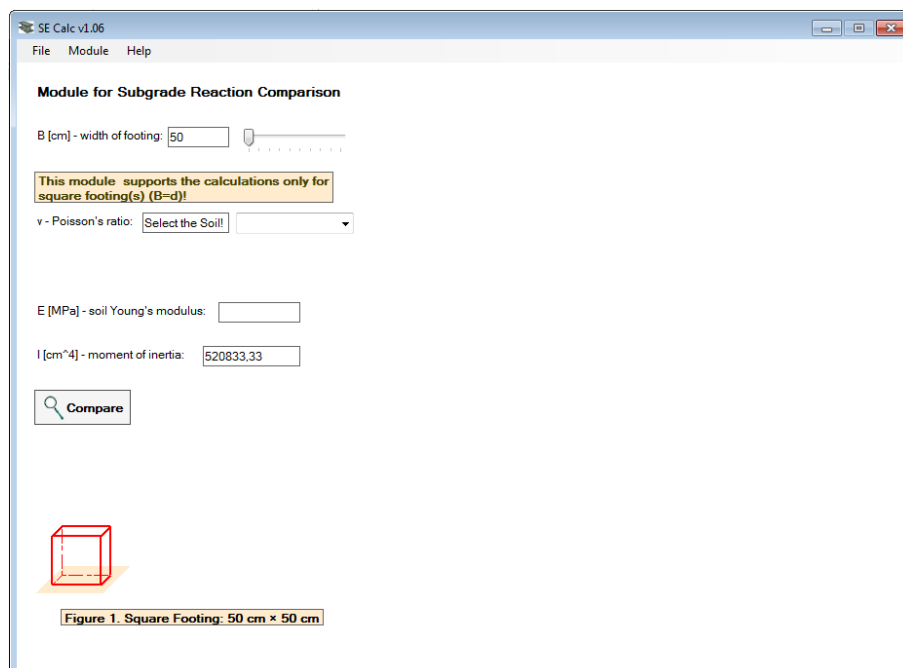 SE Calc v1.06
File Module Help
Module for Subgrade Reaction Comparison
B [cm] - width of footing: 50
This module supports the calculations only for
square footing(s) (B=d)!
v - Poisson's ratio: Select the Soil!
E [MPa] - soil Young's modulus:
I [cm^4] - moment of inertia: 520833,33
Compare
Figure 1. Square Footing: 50 cm × 50 cm